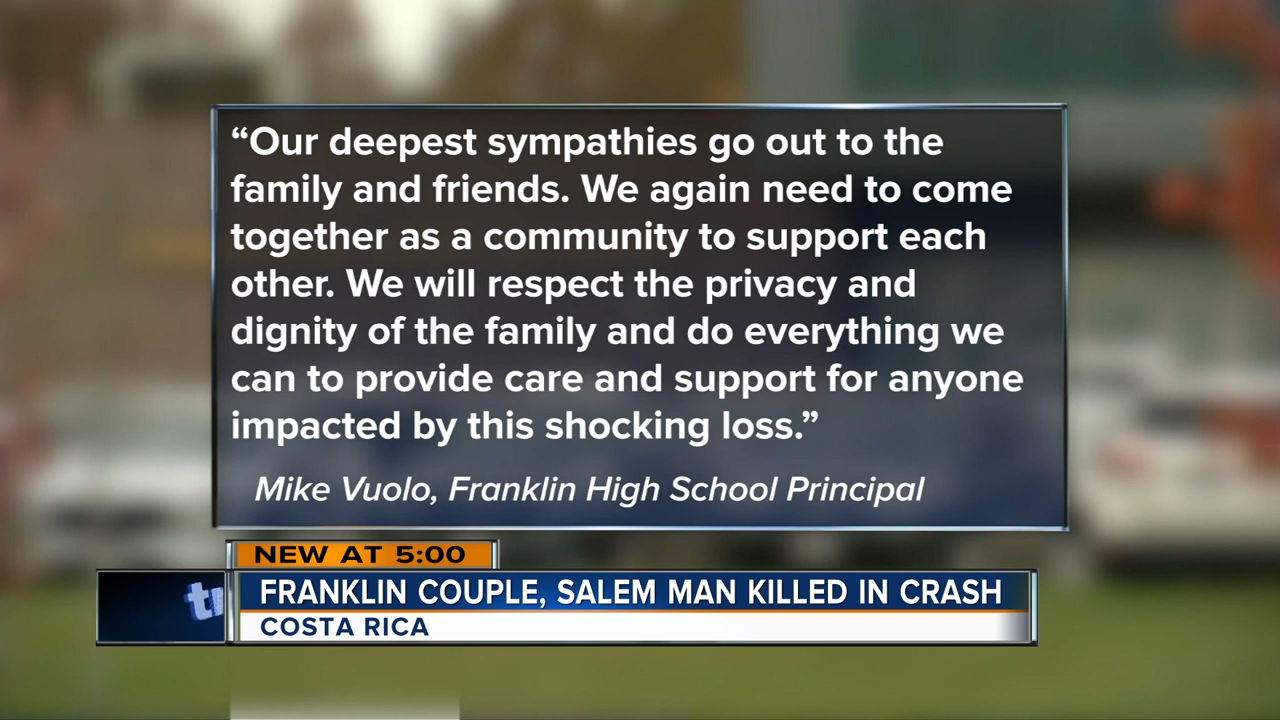 “Our deepest sympathies go out to the
family and friends. We again need to come
together as a community to support each
other. We will respect the privacy and
dignity of the family and do everything we
can to provide care and support for anyone
impacted by this shocking loss.”
Mike Vuolo, Franklin High School Principal
NEW AT 5:00
FRANKLIN COUPLE, SALEM MAN KILLED IN CRASH
COSTA RICA